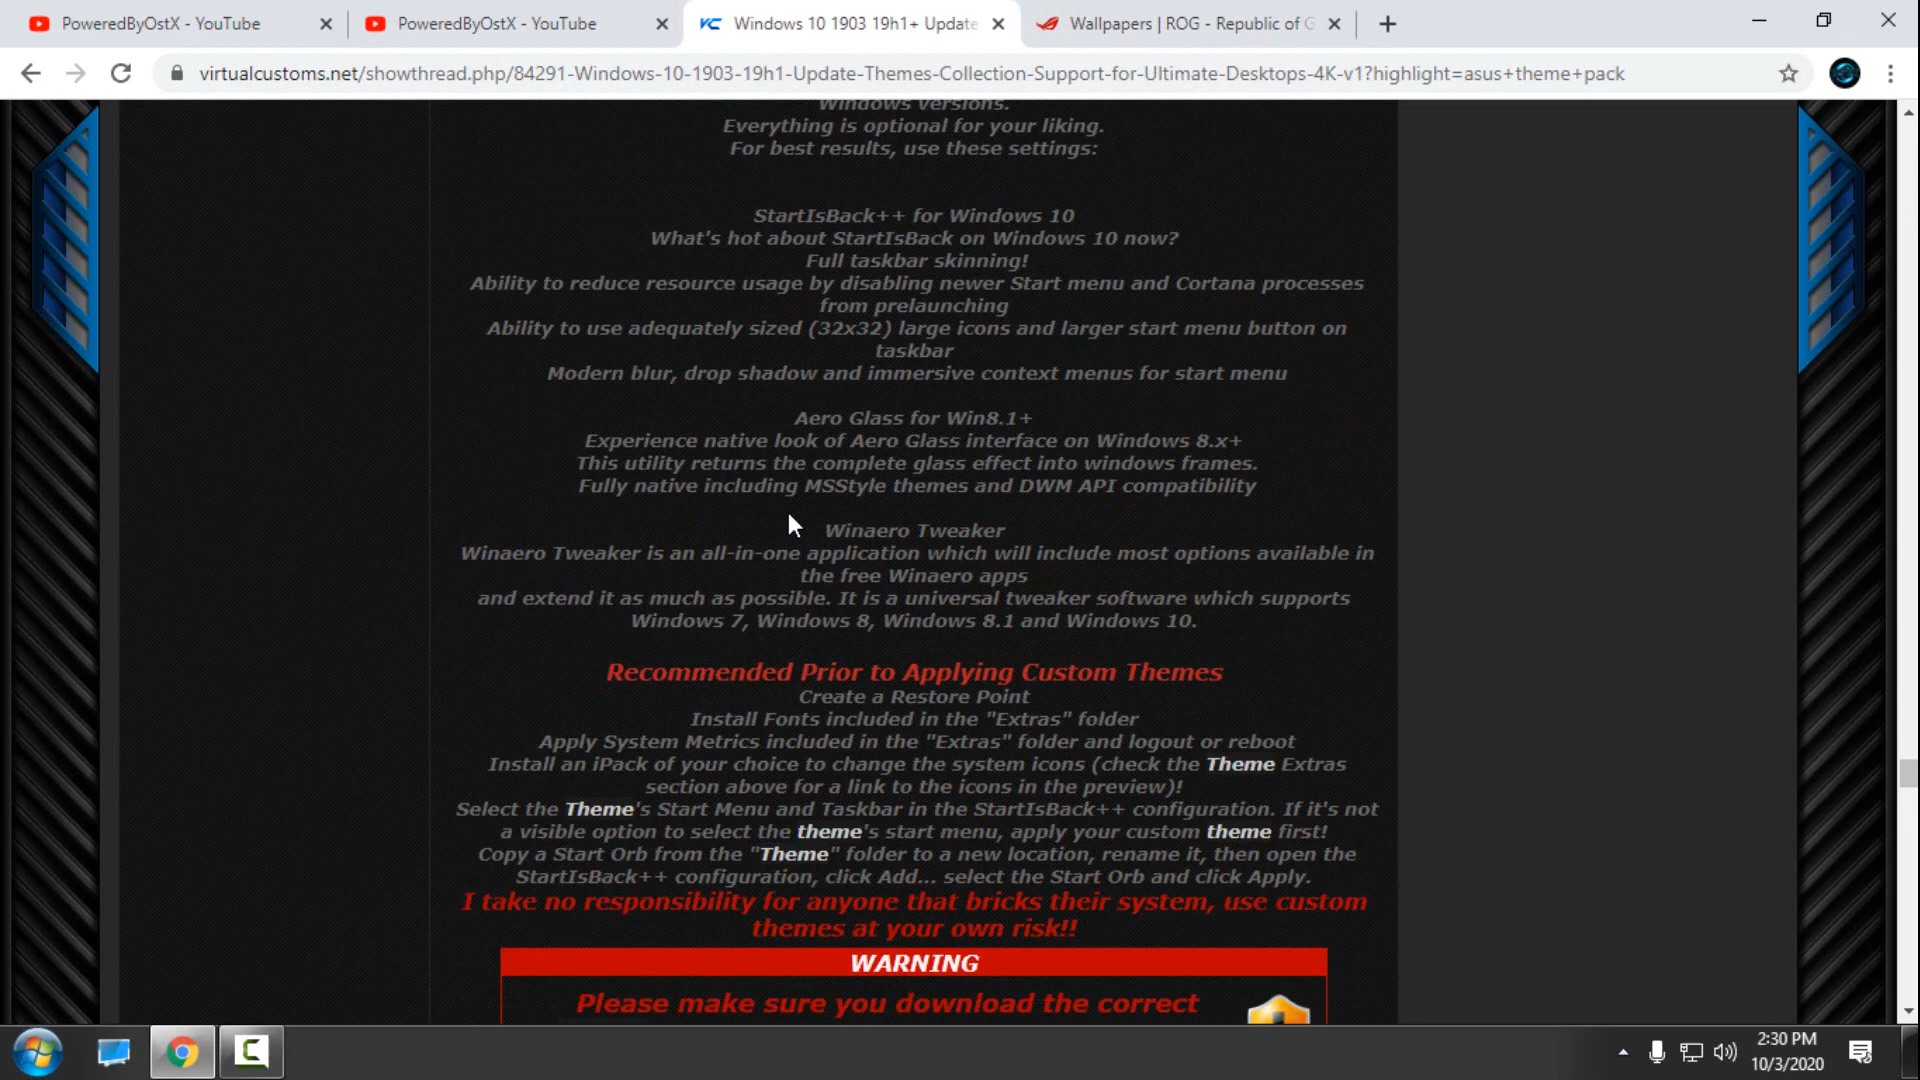 PoweredByOstX - YouTube
PoweredByOstX - YouTube
Windows 10 1903 19h1+ Update
Wallpapers | ROG - Republic of G
virtualcustoms.net/showthread.php/84291-Windows-10-1903-19h1-Update-Themes-Collection-Support-for-Ultimate-Desktops-4K-v1?highlight=asus+theme+pack
Windows versions.
Everything is optional for your liking.
For best results, use these settings:
StartIsBack++ for Windows 10
What's hot about StartIsBack on Windows 10 now?
Full taskbar skinning!
Ability to reduce resource usage by disabling newer Start menu and Cortana processes
from prelaunching
Ability to use adequately sized (32x32) large icons and larger start menu button on
taskbar
Modern blur, drop shadow and immersive context menus for start menu
Aero Glass for Win8.1+
Experience native look of Aero Glass interface on Windows 8.x+
This utility returns the complete glass effect into windows frames.
Fully native including MSStyle themes and DWM API compatibility
Winaero Tweaker
Winaero Tweaker is an all-in-one application which will include most options available in
the free Winaero apps
and extend it as much as possible. It is a universal tweaker software which supports
Windows 7, Windows 8, Windows 8.1 and Windows 10.
Recommended Prior to Applying Custom Themes
Create a Restore Point
Install Fonts included in the "Extras" folder
Apply System Metrics included in the "Extras" folder and logout or reboot
Install an iPack of your choice to change the system icons (check the Theme Extras
section above for a link to the icons in the preview)!
Select the Theme's Start Menu and Taskbar in the StartIsBack++ configuration. If it's not
a visible option to select the theme's start menu, apply your custom theme first!
Copy a Start Orb from the "Theme" folder to a new location, rename it, then open the
StartIsBack++ configuration, click Add... select the Start Orb and click Apply.
I take no responsibility for anyone that bricks their system, use custom
themes at your own risk!!
WARNING
Please make sure you download the correct
2:30 PM
10/3/2020